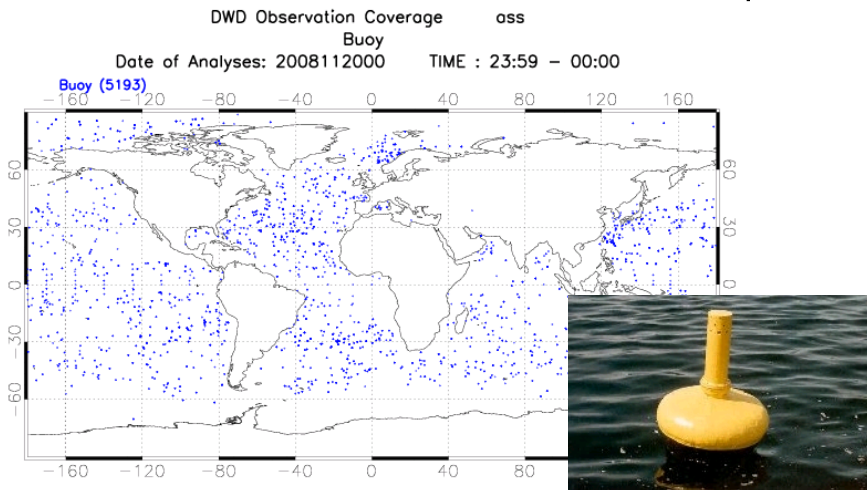 DWD Observation Coverage ass
Buoy
Date of Analyses: 2008112000 TIME : 23:59 - 00:00
Buoy (5193)
-160 -120 -80 -40 0 40 80 120 160
60 60
30 30
0 0
-30
-60
-160 -120 -80 -40 0 40 80